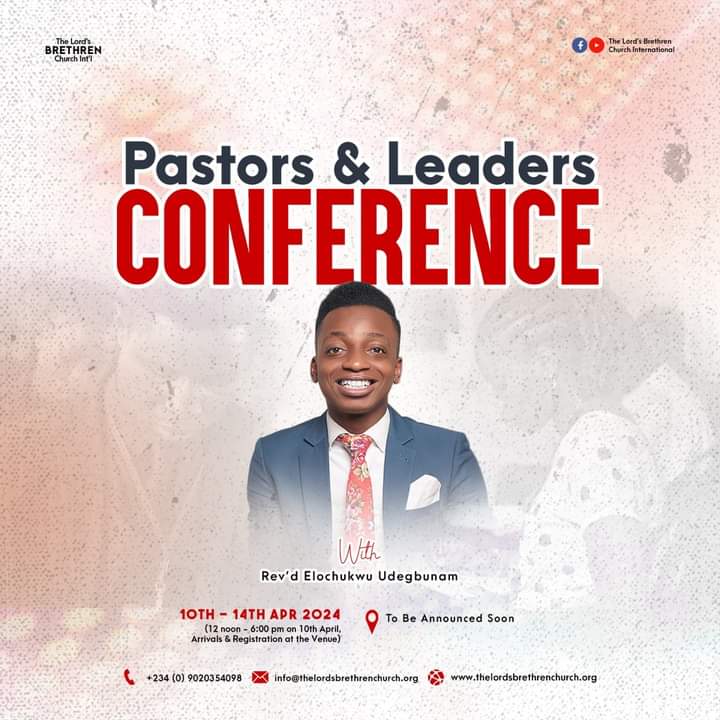 The Lord's
BRETHREN
Church Int'l
The Lord's Brethren
Church International
Pastors & Leaders
CONFERENCE
With
Rev'd Elochukwu Udegbunam
10TH – 14TH APR 2024
(12 noon - 6:00 pm on 10th April,
Arrivals & Registration at the Venue)
To Be Announced Soon
+234 (0) 9020354098
info@thelordsbrethrenchurch.org
www.thelordsbrethrenchurch.org